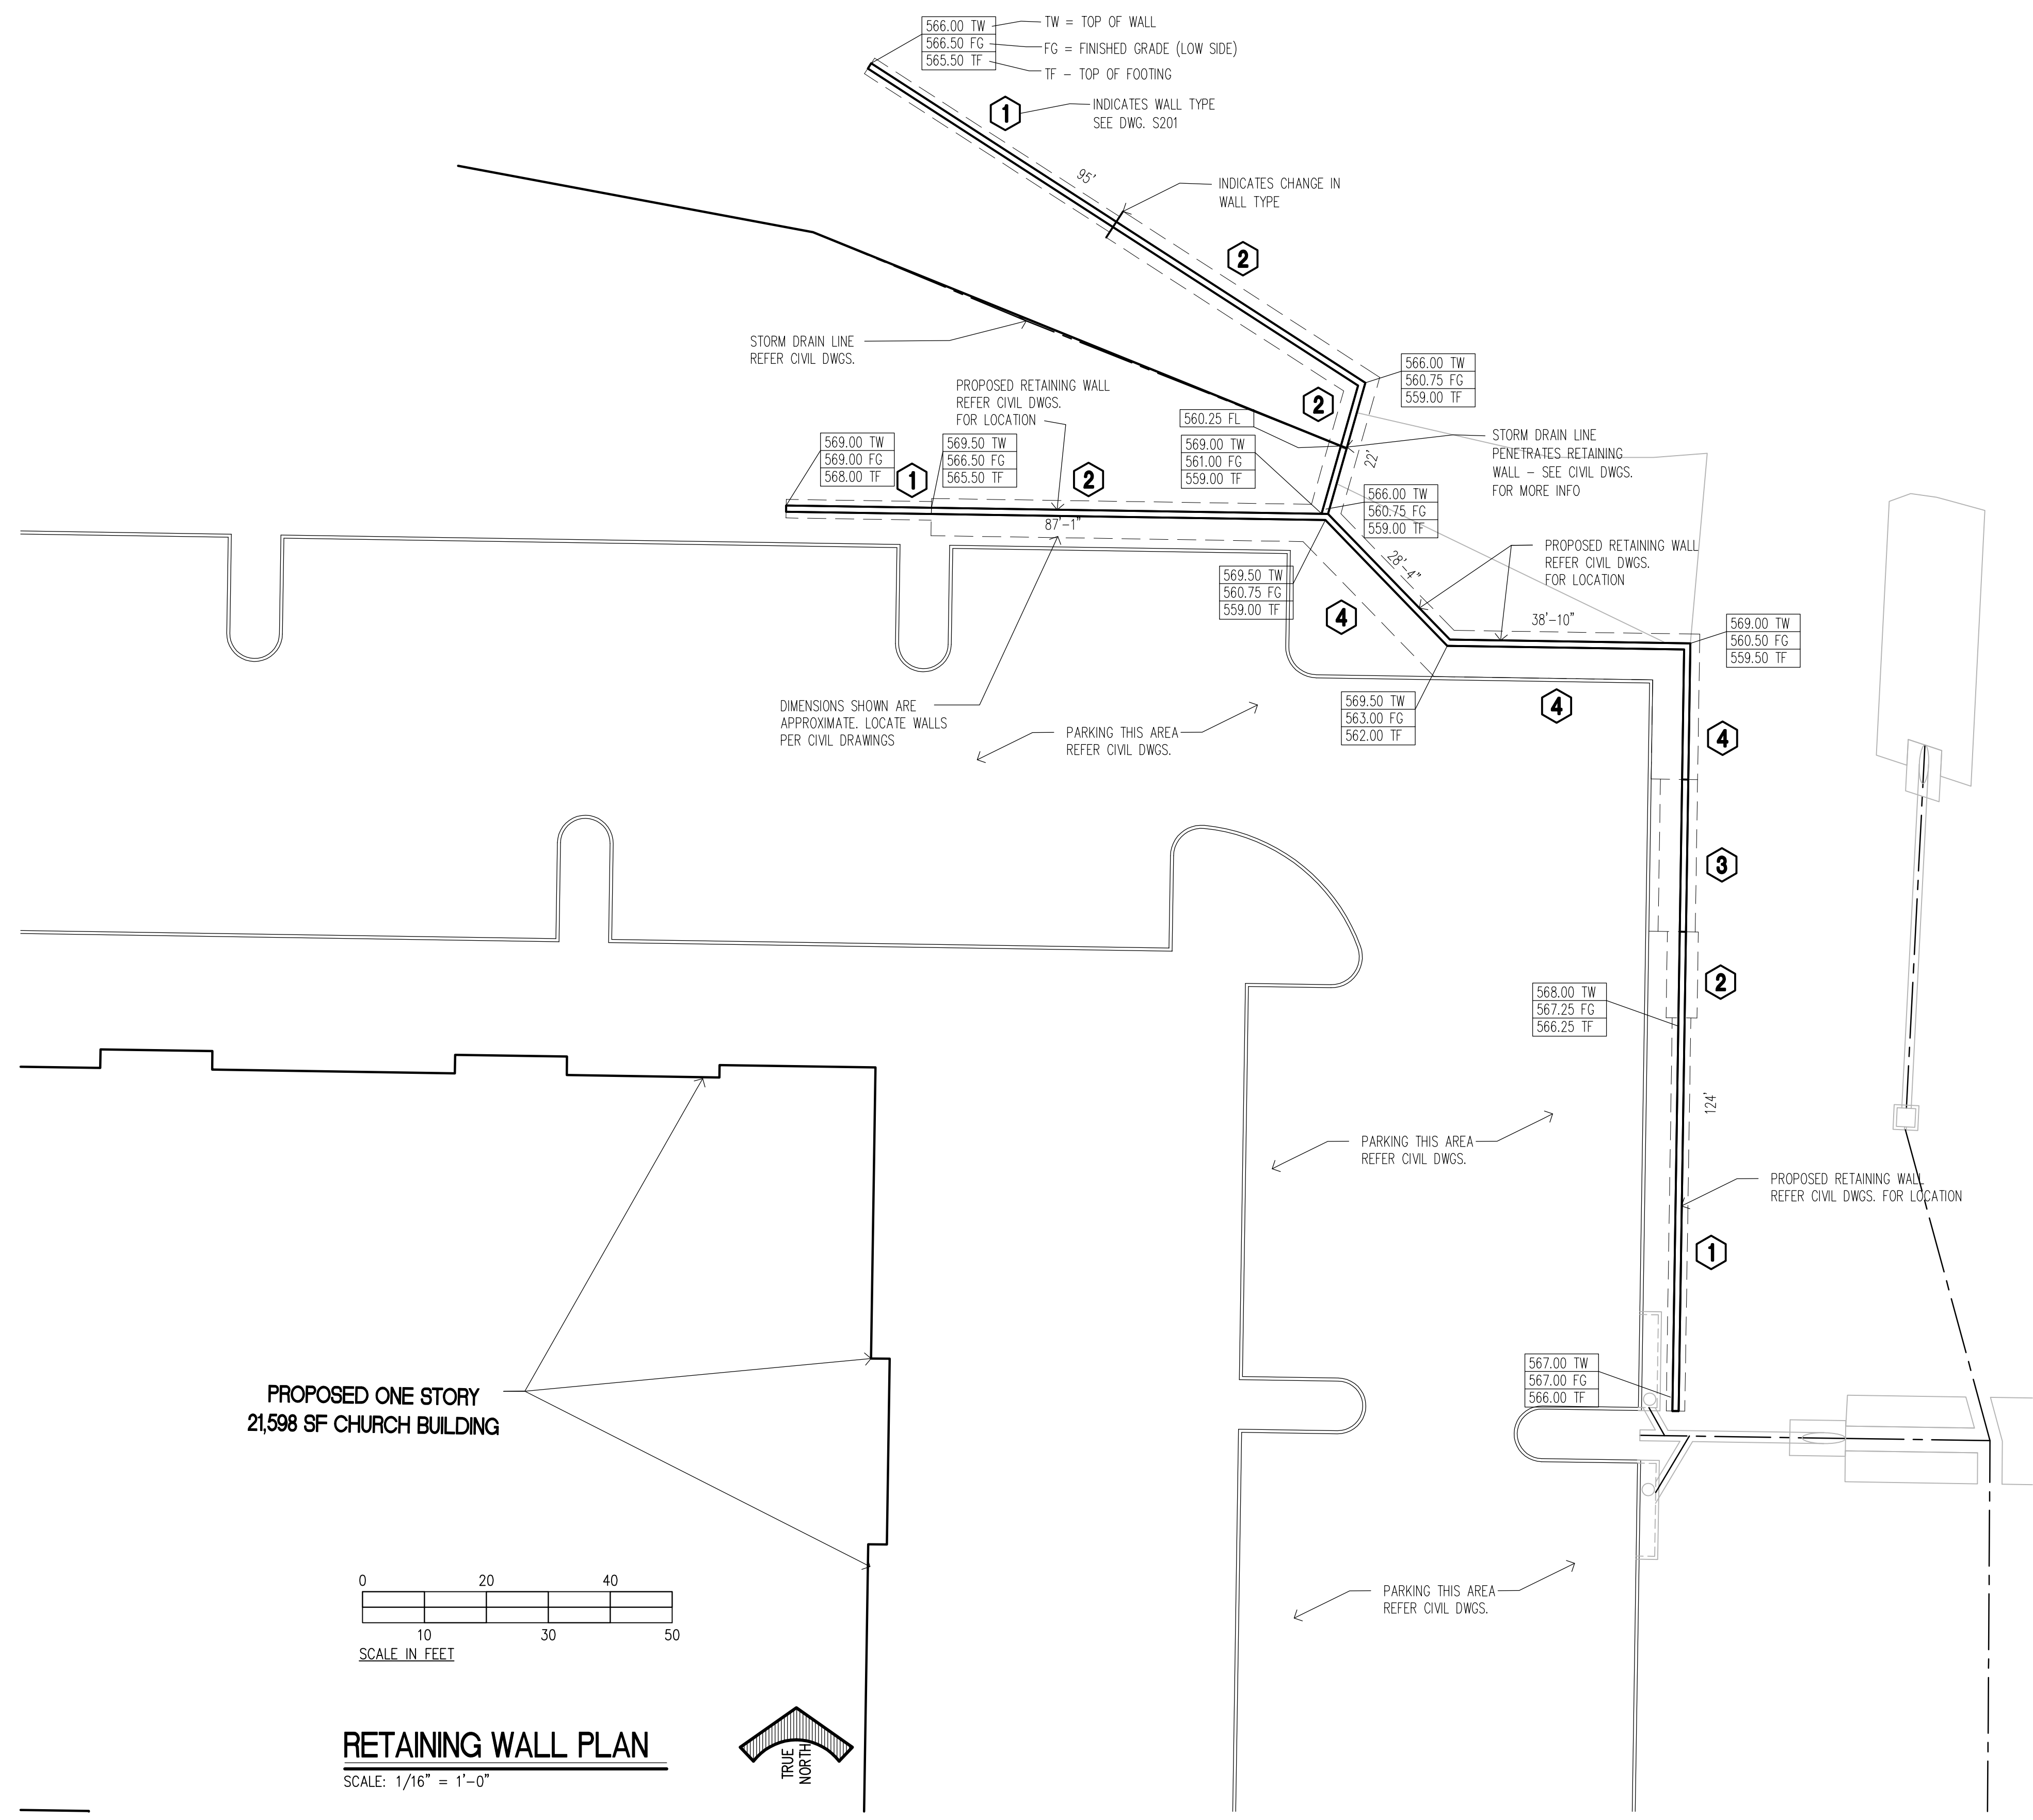 566.00 TW
566.50 FG
565.50 TF
TW = TOP OF WALL
FG = FINISHED GRADE (LOW SIDE)
TF – TOP OF FOOTING
1
INDICATES WALL TYPE
SEE DWG. S201
95'
INDICATES CHANGE IN
WALL TYPE
2
STORM DRAIN LINE
REFER CIVIL DWGS.
PROPOSED RETAINING WALL
REFER CIVIL DWGS.
FOR LOCATION
566.00 TW
560.75 FG
559.00 TF
2
560.25 FL
569.00 TW
569.00 FG
568.00 TF
1
569.50 TW
566.50 FG
565.50 TF
2
569.00 TW
561.00 FG
559.00 TF
22'
STORM DRAIN LINE
PENETRATES RETAINING
WALL – SEE CIVIL DWGS.
FOR MORE INFO
566.00 TW
560.75 FG
559.00 TF
87'–1"
28'–4"
PROPOSED RETAINING WALL
REFER CIVIL DWGS.
FOR LOCATION
569.50 TW
560.75 FG
559.00 TF
4
38'–10"
569.00 TW
560.50 FG
559.50 TF
569.50 TW
563.00 FG
562.00 TF
4
4
DIMENSIONS SHOWN ARE
APPROXIMATE. LOCATE WALLS
PER CIVIL DRAWINGS
PARKING THIS AREA
REFER CIVIL DWGS.
3
2
568.00 TW
567.25 FG
566.25 TF
124'
PARKING THIS AREA
REFER CIVIL DWGS.
PROPOSED RETAINING WALL
REFER CIVIL DWGS. FOR LOCATION
1
567.00 TW
567.00 FG
566.00 TF
PROPOSED ONE STORY
21,598 SF CHURCH BUILDING
PARKING THIS AREA
REFER CIVIL DWGS.
0 20 40
10 30 50
SCALE IN FEET
RETAINING WALL PLAN
SCALE: 1/16" = 1'–0"
TRUE
NORTH